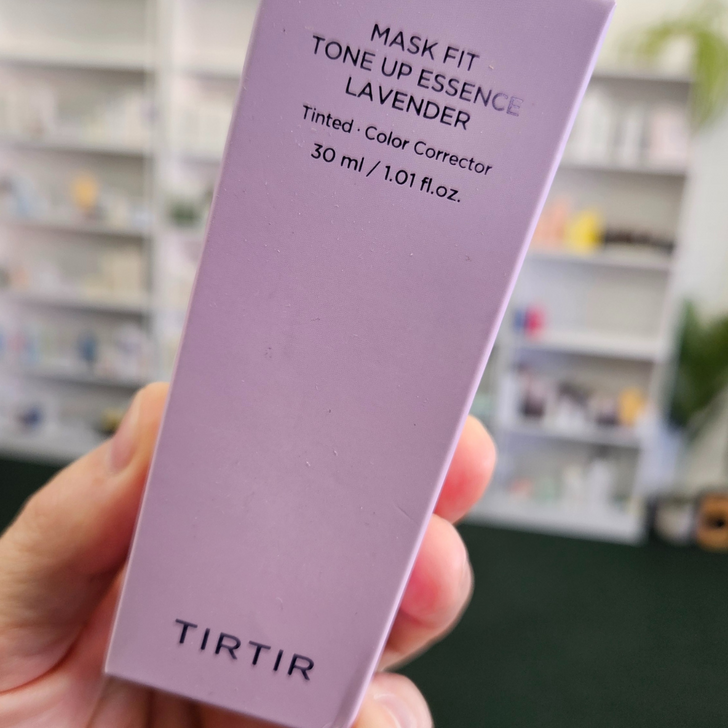 MASK FIT
TONE UP ESSENCE
LAVENDER
Tinted · Color Corrector
30 ml / 1.01 fl.oz.
TIRTIR